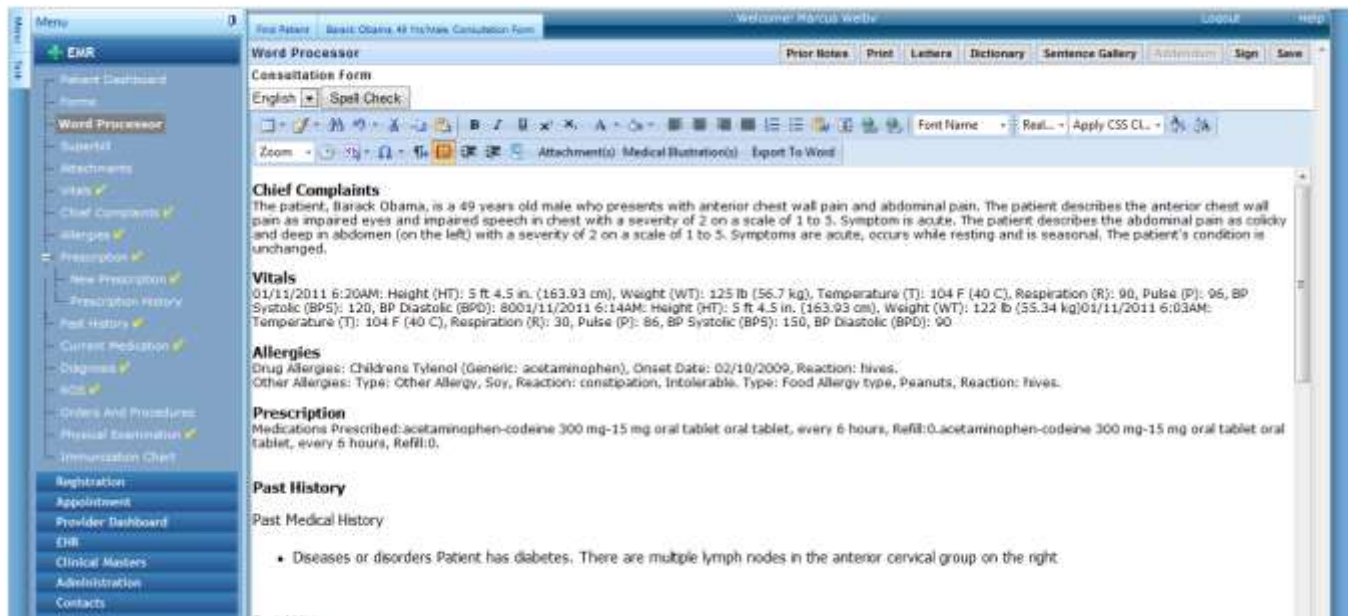 Menu
Task
Menu
EMR
Patient Dashboard
Forms
Word Processor
Superbill
Attachments
Vitals
Chief Complaints
Allergies
Prescription
New Prescription
Prescription History
Past History
Current Medication
Diagnosis
ROS
Orders And Procedures
Physical Examination
Immunization Chart
Registration
Appointment
Provider Dashboard
EHR
Clinical Masters
Administration
Contacts
Find Patient Barack Obama, 49 Yrs/Male, Consultation Form
Welcome: Marcus Welby Logout Help
Word Processor Prior Notes Print Letters Dictionary Sentence Gallery Addendum Sign Save
Consultation Form
English Spell Check
Font Name Real... Apply CSS CL...
Zoom Attachment(s) Medical Illustration(s) Export To Word
Chief Complaints
The patient, Barack Obama, is a 49 years old male who presents with anterior chest wall pain and abdominal pain. The patient describes the anterior chest wall
pain as impaired eyes and impaired speech in chest with a severity of 2 on a scale of 1 to 5. Symptom is acute. The patient describes the abdominal pain as colicky
and deep in abdomen (on the left) with a severity of 2 on a scale of 1 to 5. Symptoms are acute, occurs while resting and is seasonal. The patient's condition is
unchanged.
Vitals
01/11/2011 6:20AM: Height (HT): 5 ft 4.5 in. (163.93 cm), Weight (WT): 125 lb (56.7 kg), Temperature (T): 104 F (40 C), Respiration (R): 90, Pulse (P): 96, BP
Systolic (BPS): 120, BP Diastolic (BPD): 8001/11/2011 6:14AM: Height (HT): 5 ft 4.5 in. (163.93 cm), Weight (WT): 122 lb (55.34 kg)01/11/2011 6:03AM:
Temperature (T): 104 F (40 C), Respiration (R): 30, Pulse (P): 86, BP Systolic (BPS): 150, BP Diastolic (BPD): 90
Allergies
Drug Allergies: Childrens Tylenol (Generic: acetaminophen), Onset Date: 02/10/2009, Reaction: hives.
Other Allergies: Type: Other Allergy, Soy, Reaction: constipation, Intolerable. Type: Food Allergy type, Peanuts, Reaction: hives.
Prescription
Medications Prescribed:acetaminophen-codeine 300 mg-15 mg oral tablet oral tablet, every 6 hours, Refill:0.acetaminophen-codeine 300 mg-15 mg oral tablet oral
tablet, every 6 hours, Refill:0.
Past History
Past Medical History
• Diseases or disorders Patient has diabetes. There are multiple lymph nodes in the anterior cervical group on the right